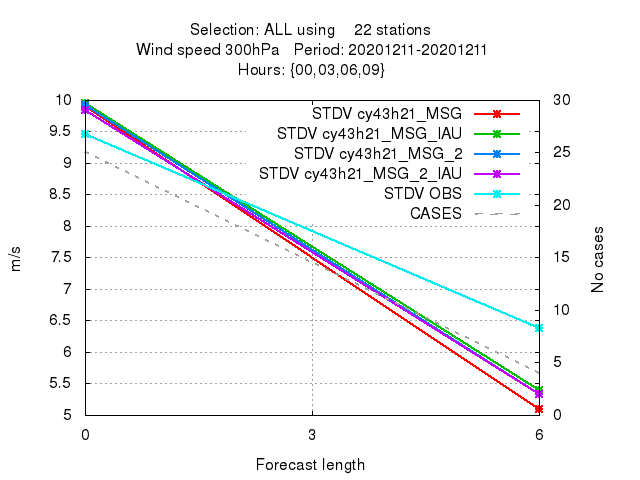 Selection: ALL using 22 stations
Wind speed 300hPa Period: 20201211-20201211
Hours: {00,03,06,09}
STDV cy43h21_MSG
STDV cy43h21_MSG_IAU
STDV cy43h21_MSG_2
STDV cy43h21_MSG_2_IAU
STDV OBS
CASES
10
9.5
9
8.5
8
7.5
7
6.5
6
5.5
5
m/s
30
25
20
15
10
5
0
No cases
0 3 6
Forecast length